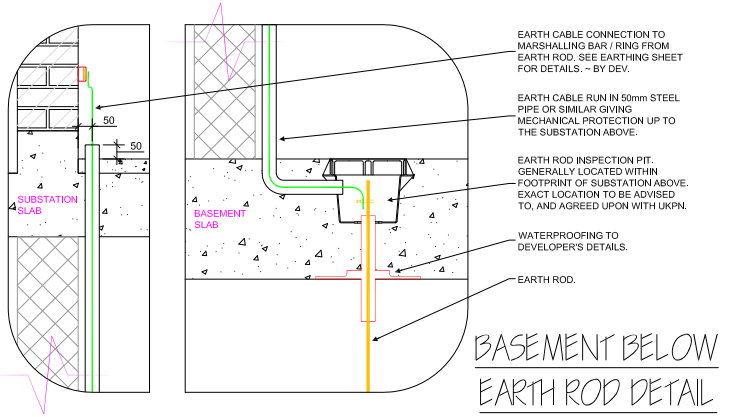 EARTH CABLE CONNECTION TO
MARSHALLING BAR / RING FROM
EARTH ROD. SEE EARTHING SHEET
FOR DETAILS. ~ BY DEV.
EARTH CABLE RUN IN 50mm STEEL
PIPE OR SIMILAR GIVING
MECHANICAL PROTECTION UP TO
THE SUBSTATION ABOVE.
50
50
EARTH ROD INSPECTION PIT.
GENERALLY LOCATED WITHIN
FOOTPRINT OF SUBSTATION ABOVE.
EXACT LOCATION TO BE ADVISED
TO, AND AGREED UPON WITH UKPN.
SUBSTATION
SLAB
BASEMENT
SLAB
WATERPROOFING TO
DEVELOPER'S DETAILS.
EARTH ROD.
BASEMENT BELOW
EARTH ROD DETAIL